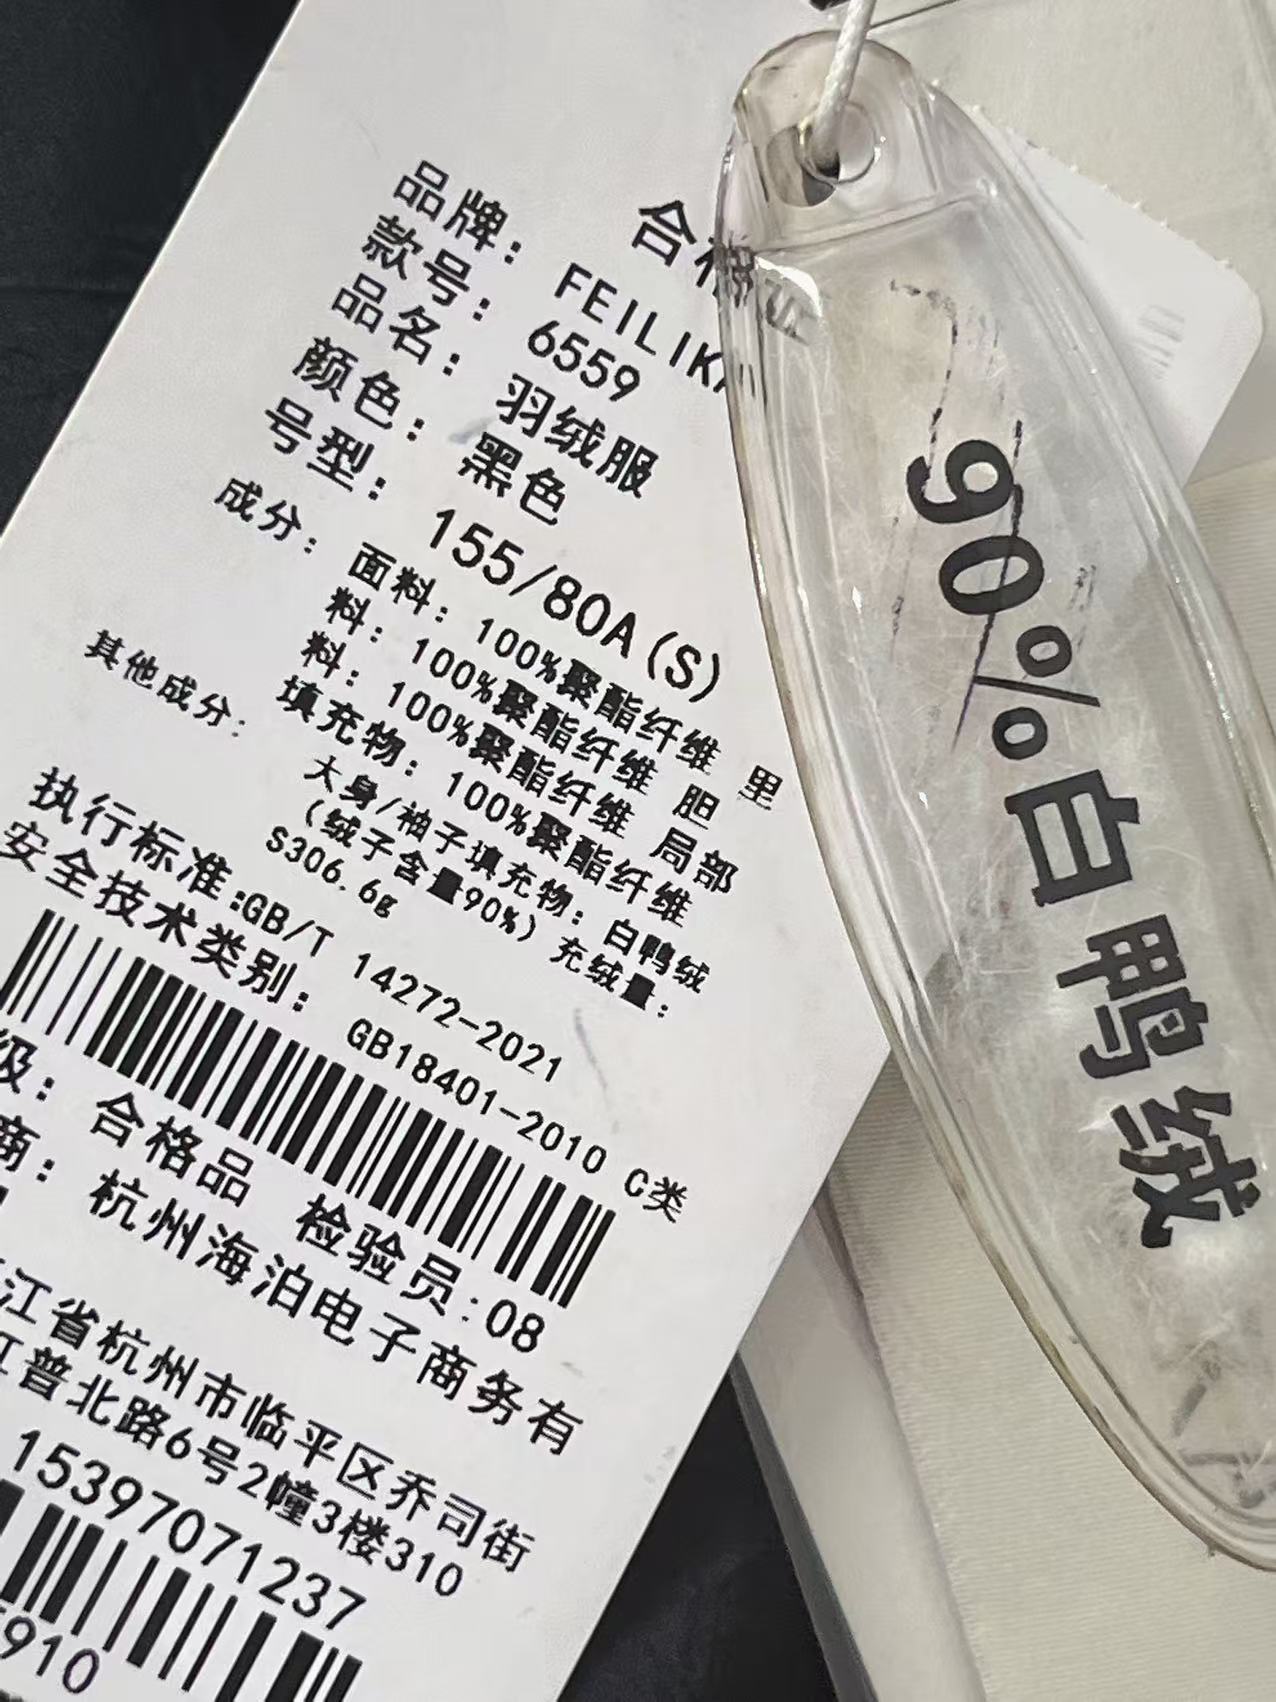 合格证
品牌： FEILIKA
款号： 6559
品名： 羽绒服
颜色： 黑色
号型： 155/80A(S)
成分： 面料：100%聚酯纤维 里
料：100%聚酯纤维 胆
料：100%聚酯纤维 局部
填充物：100%聚酯纤维
其他成分： 大身/袖子填充物：白鸭绒
（绒子含量90%）充绒量：
S306.6g
执行标准:GB/T 14272-2021
安全技术类别： GB18401-2010 C类
级： 合格品 检验员:08
商： 杭州海泊电子商务有
江省杭州市临平区乔司街
江普北路6号2幢3楼310
15397071237
910
90%白鸭绒